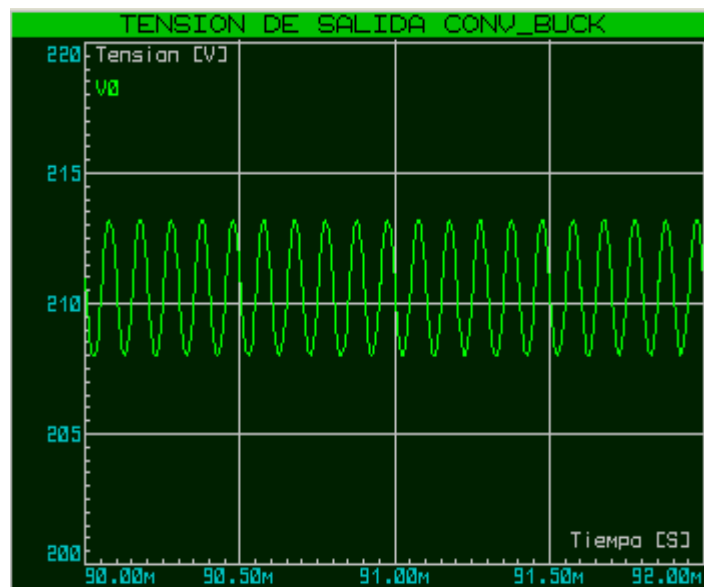 TENSION DE SALIDA CONV_BUCK
220 Tension [V]
V0
215
210
205
200
Tiempo [S]
90.00m 90.50m 91.00m 91.50m 92.00m